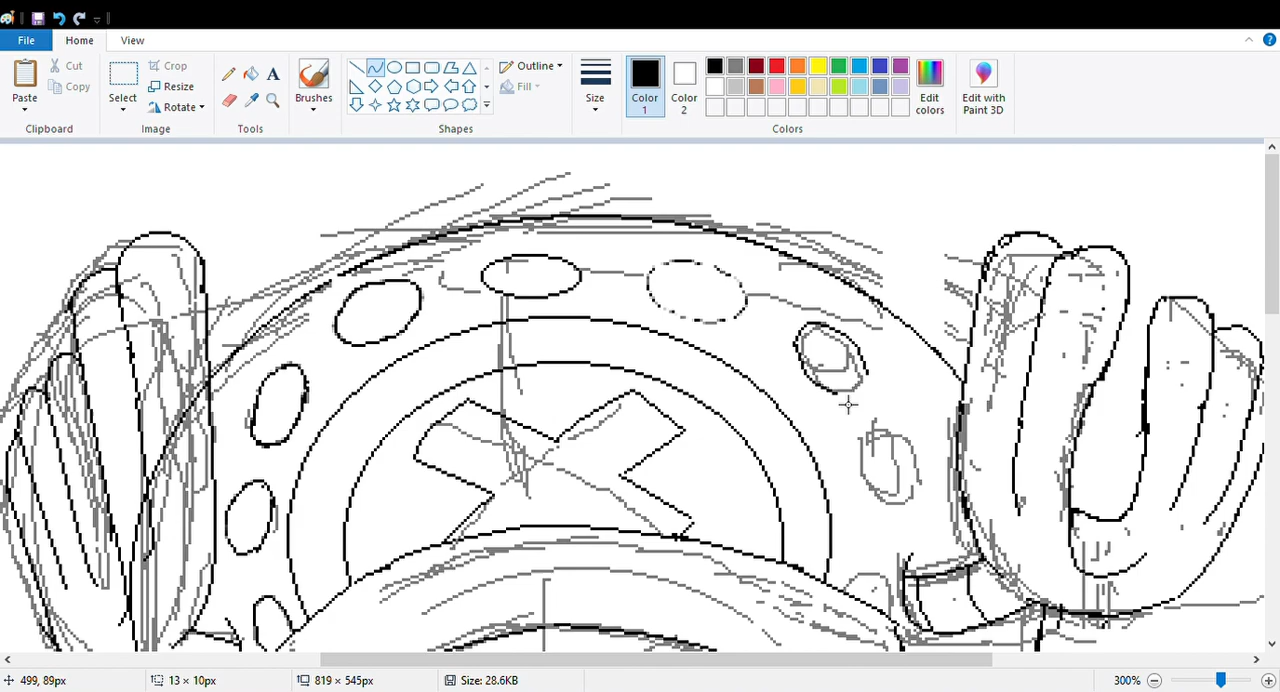 File Home View
Cut
Copy
Paste
Clipboard
Crop
Resize
Rotate
Select
Image
A
Tools
Brushes
Outline
Fill
Shapes
Size
Color 1
Color 2
Edit colors
Edit with Paint 3D
Colors
499, 89px 13 × 10px 819 × 545px Size: 28.6KB 300%